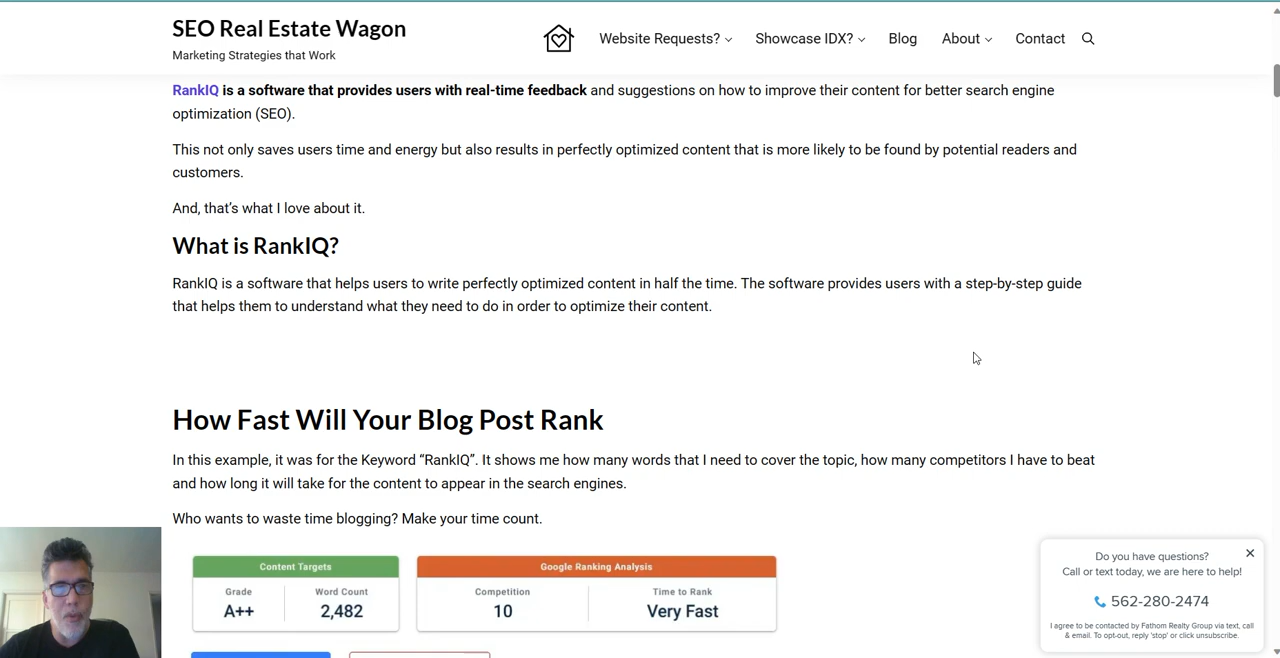 SEO Real Estate Wagon
Marketing Strategies that Work
Website Requests?
Showcase IDX?
Blog
About
Contact
RankIQ is a software that provides users with real-time feedback and suggestions on how to improve their content for better search engine
optimization (SEO).
This not only saves users time and energy but also results in perfectly optimized content that is more likely to be found by potential readers and
customers.
And, that's what I love about it.
What is RankIQ?
RankIQ is a software that helps users to write perfectly optimized content in half the time. The software provides users with a step-by-step guide
that helps them to understand what they need to do in order to optimize their content.
How Fast Will Your Blog Post Rank
In this example, it was for the Keyword “RankIQ”. It shows me how many words that I need to cover the topic, how many competitors I have to beat
and how long it will take for the content to appear in the search engines.
Who wants to waste time blogging? Make your time count.
Content Targets
Grade
Word Count
A++
2,482
Google Ranking Analysis
Competition
Time to Rank
10
Very Fast
Do you have questions?
Call or text today, we are here to help!
562-280-2474
I agree to be contacted by Fathom Realty Group via text, call
& email. To opt-out, reply 'stop' or click unsubscribe.